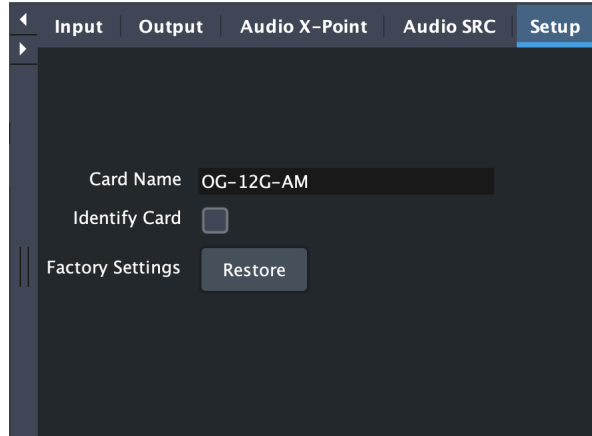 Input Output Audio X-Point Audio SRC Setup
Card Name OG-12G-AM
Identify Card
Factory Settings Restore